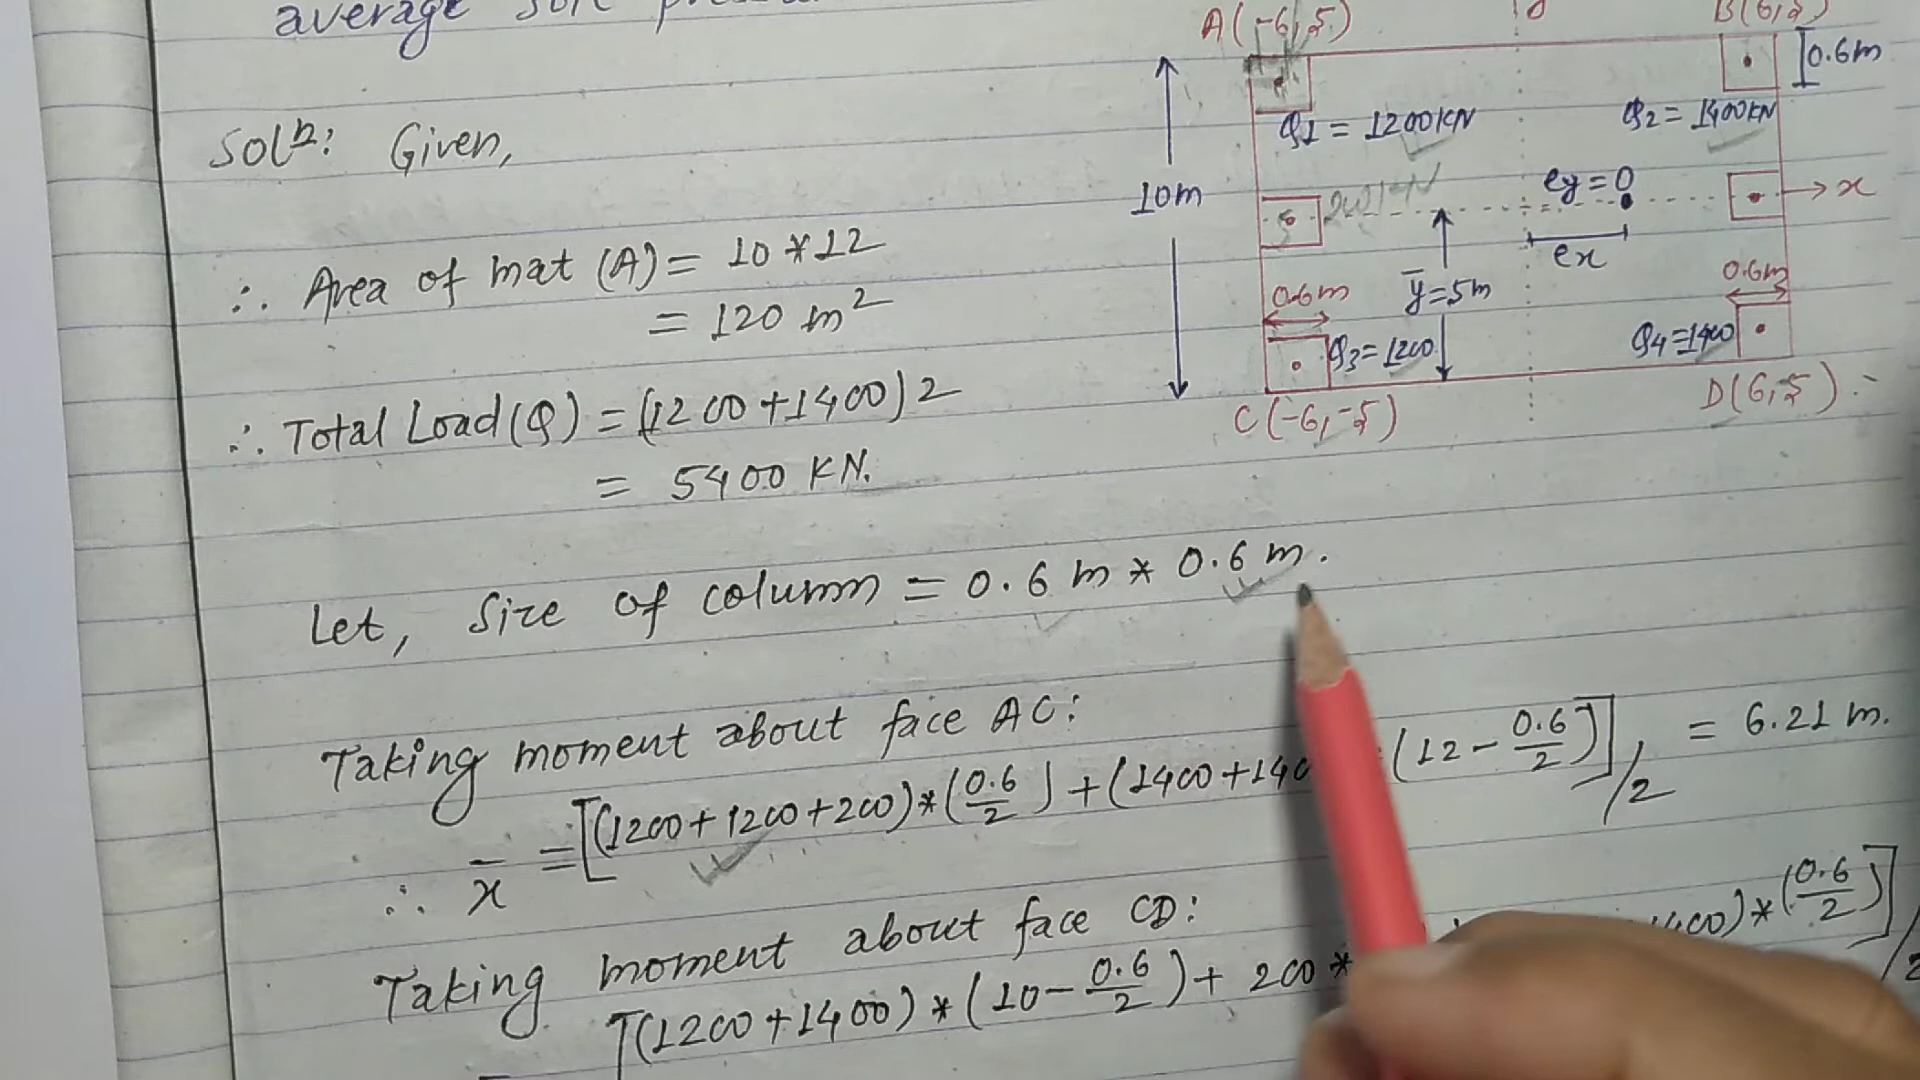 average soil
A(-6,5)
y
B(6,5)
0.6m
Q1 = 1200KN
Q2 = 1400KN
10m
200KN
ey=0
x
ex
0.6m
ȳ=5m
0.6m
Q3=1200
Q4=1400
C(-6,-5)
D(6,5).
Solⁿ: Given,
∴ Area of mat (A) = 10*12
= 120 m²
∴ Total Load(Q) = (1200+1400)2
= 5400 KN.
Let, Size of column = 0.6 m * 0.6 m.
Taking moment about face AC:
∴ x̄ = [(1200+1200+200)*(0.6/2) + (1400+140 (12 - 0.6/2)]/2 = 6.21 m.
Taking moment about face CD:
[(1200+1400)*(10-0.6/2)+ 200* 400)*(0.6/2)]/2